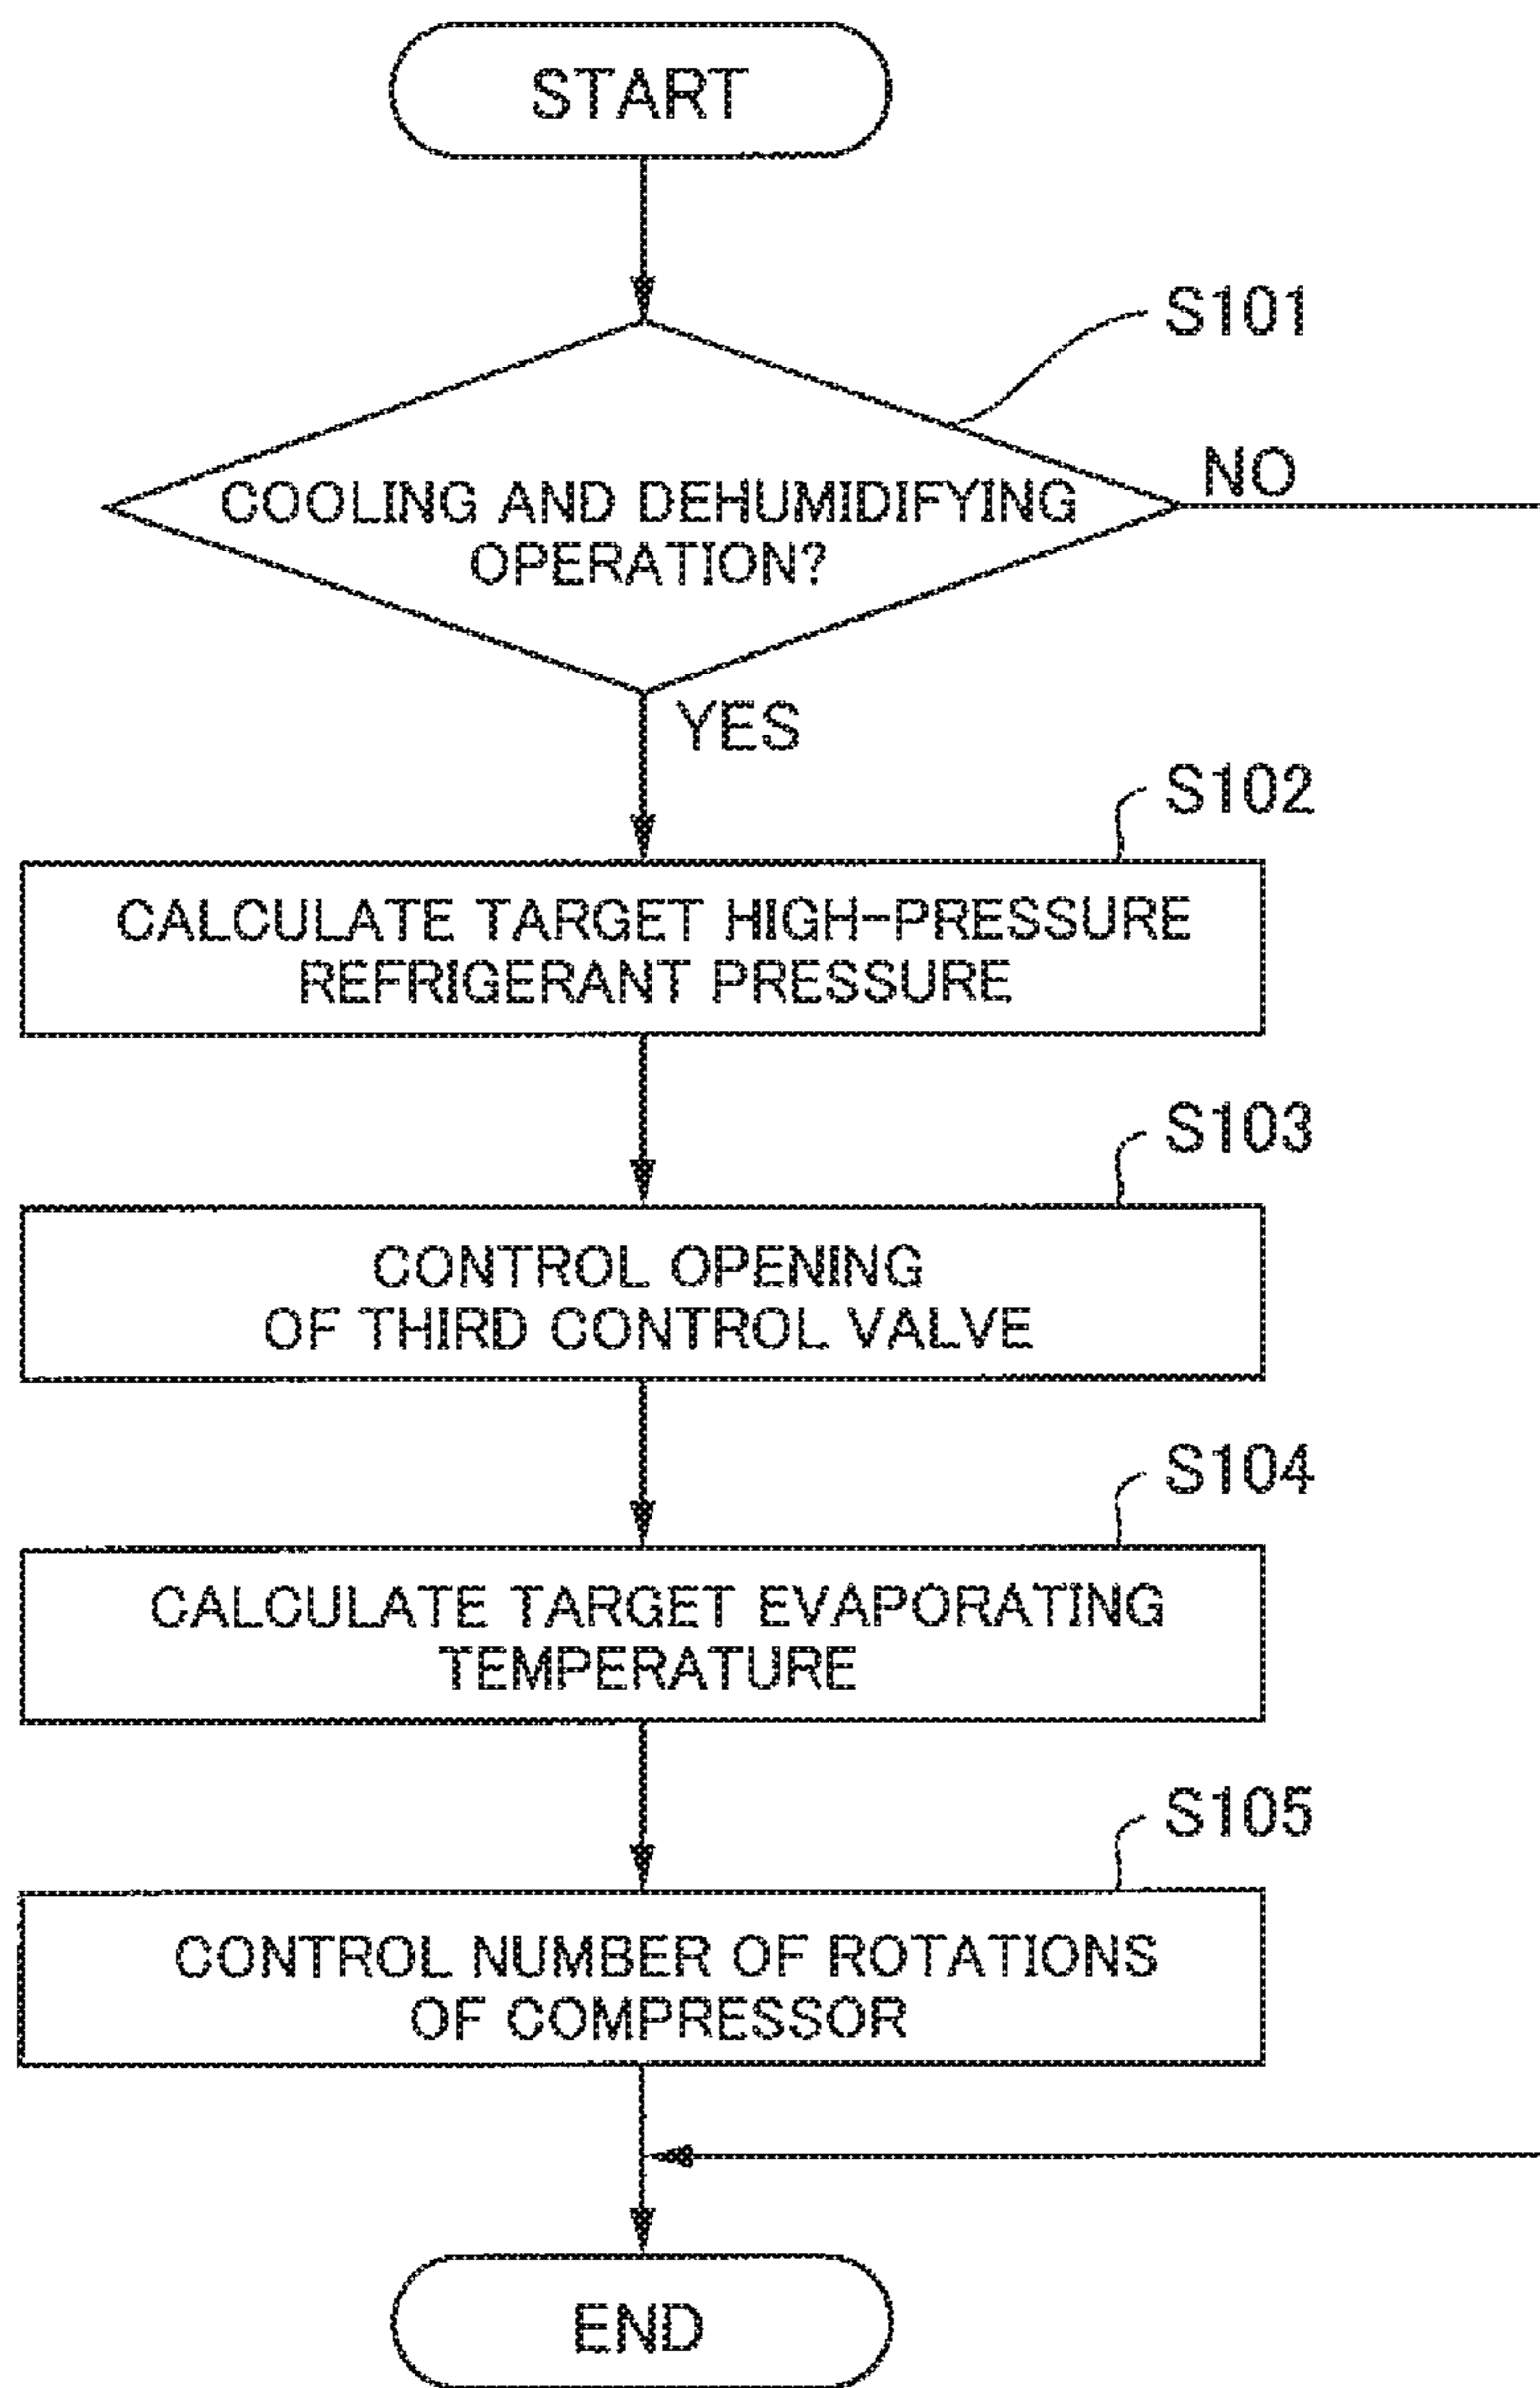 START
S101
COOLING AND DEHUMIDIFYING
OPERATION?
NO
YES
S102
CALCULATE TARGET HIGH-PRESSURE
REFRIGERANT PRESSURE
S103
CONTROL OPENING
OF THIRD CONTROL VALVE
S104
CALCULATE TARGET EVAPORATING
TEMPERATURE
S105
CONTROL NUMBER OF ROTATIONS
OF COMPRESSOR
END